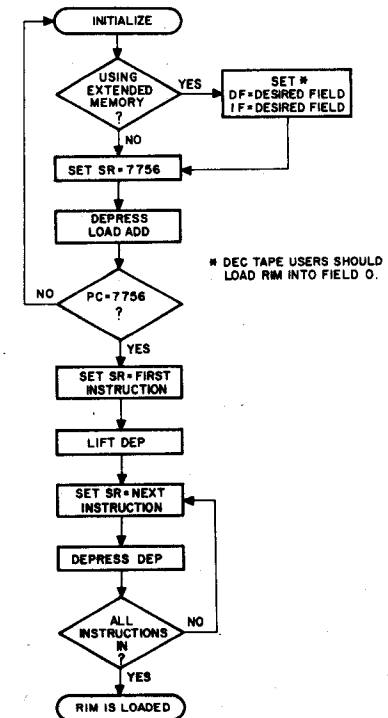 INITIALIZE
USING
EXTENDED
MEMORY
?
YES
SET *
DF=DESIRED FIELD
IF=DESIRED FIELD
NO
SET SR=7756
DEPRESS
LOAD ADD
* DEC TAPE USERS SHOULD
LOAD RIM INTO FIELD 0.
NO
PC=7756
?
YES
SET SR=FIRST
INSTRUCTION
LIFT DEP
SET SR=NEXT
INSTRUCTION
DEPRESS DEP
ALL
INSTRUCTIONS
IN
?
NO
YES
RIM IS LOADED